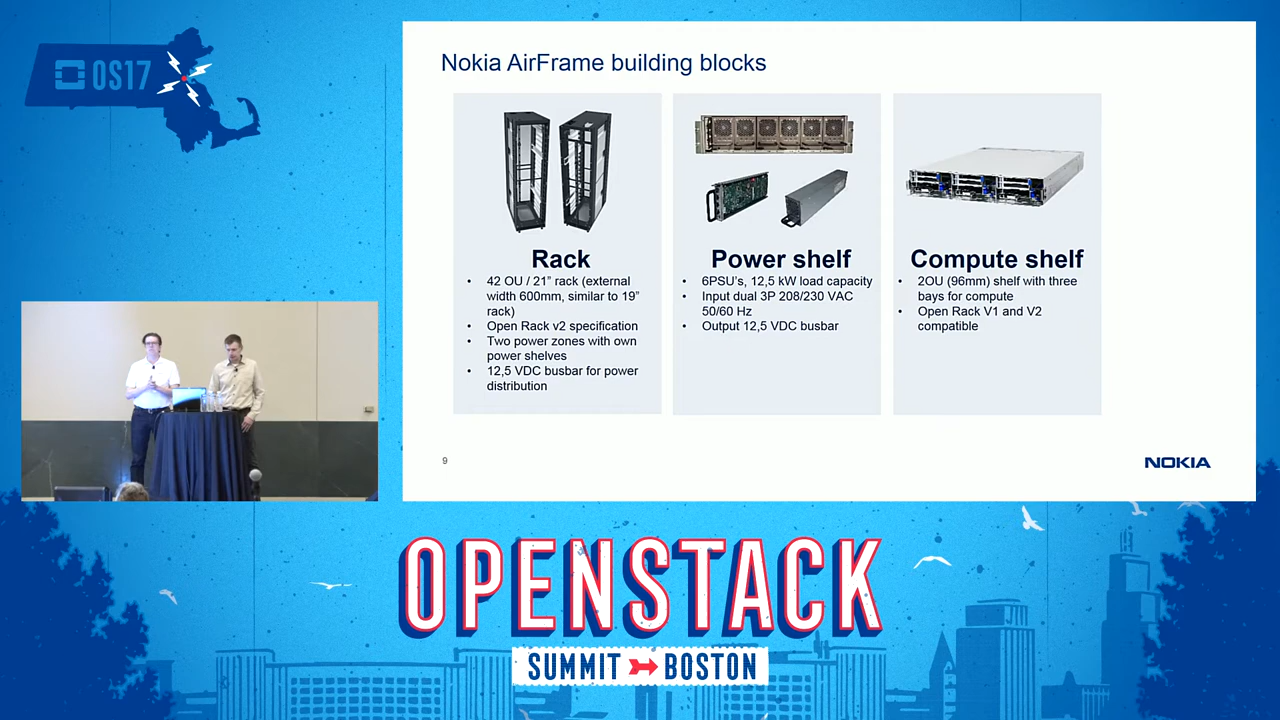 OS17
Nokia AirFrame building blocks
Rack
• 42 OU / 21” rack (external
width 600mm, similar to 19”
rack)
• Open Rack v2 specification
• Two power zones with own
power shelves
• 12,5 VDC busbar for power
distribution
Power shelf
• 6PSU’s, 12,5 kW load capacity
• Input dual 3P 208/230 VAC
50/60 Hz
• Output 12,5 VDC busbar
Compute shelf
• 2OU (96mm) shelf with three
bays for compute
• Open Rack V1 and V2
compatible
9
NOKIA
OPENSTACK
SUMMIT BOSTON